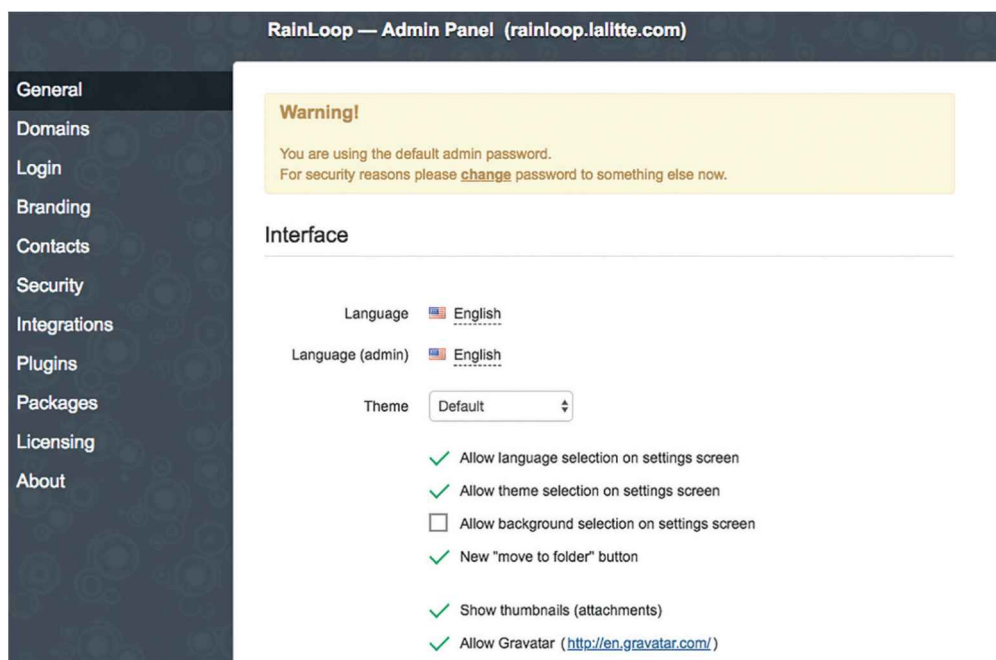 RainLoop — Admin Panel (rainloop.lalitte.com)
General
Domains
Login
Branding
Contacts
Security
Integrations
Plugins
Packages
Licensing
About
Warning!
You are using the default admin password.
For security reasons please change password to something else now.
Interface
Language English
Language (admin) English
Theme Default
Allow language selection on settings screen
Allow theme selection on settings screen
Allow background selection on settings screen
New "move to folder" button
Show thumbnails (attachments)
Allow Gravatar (http://en.gravatar.com/)